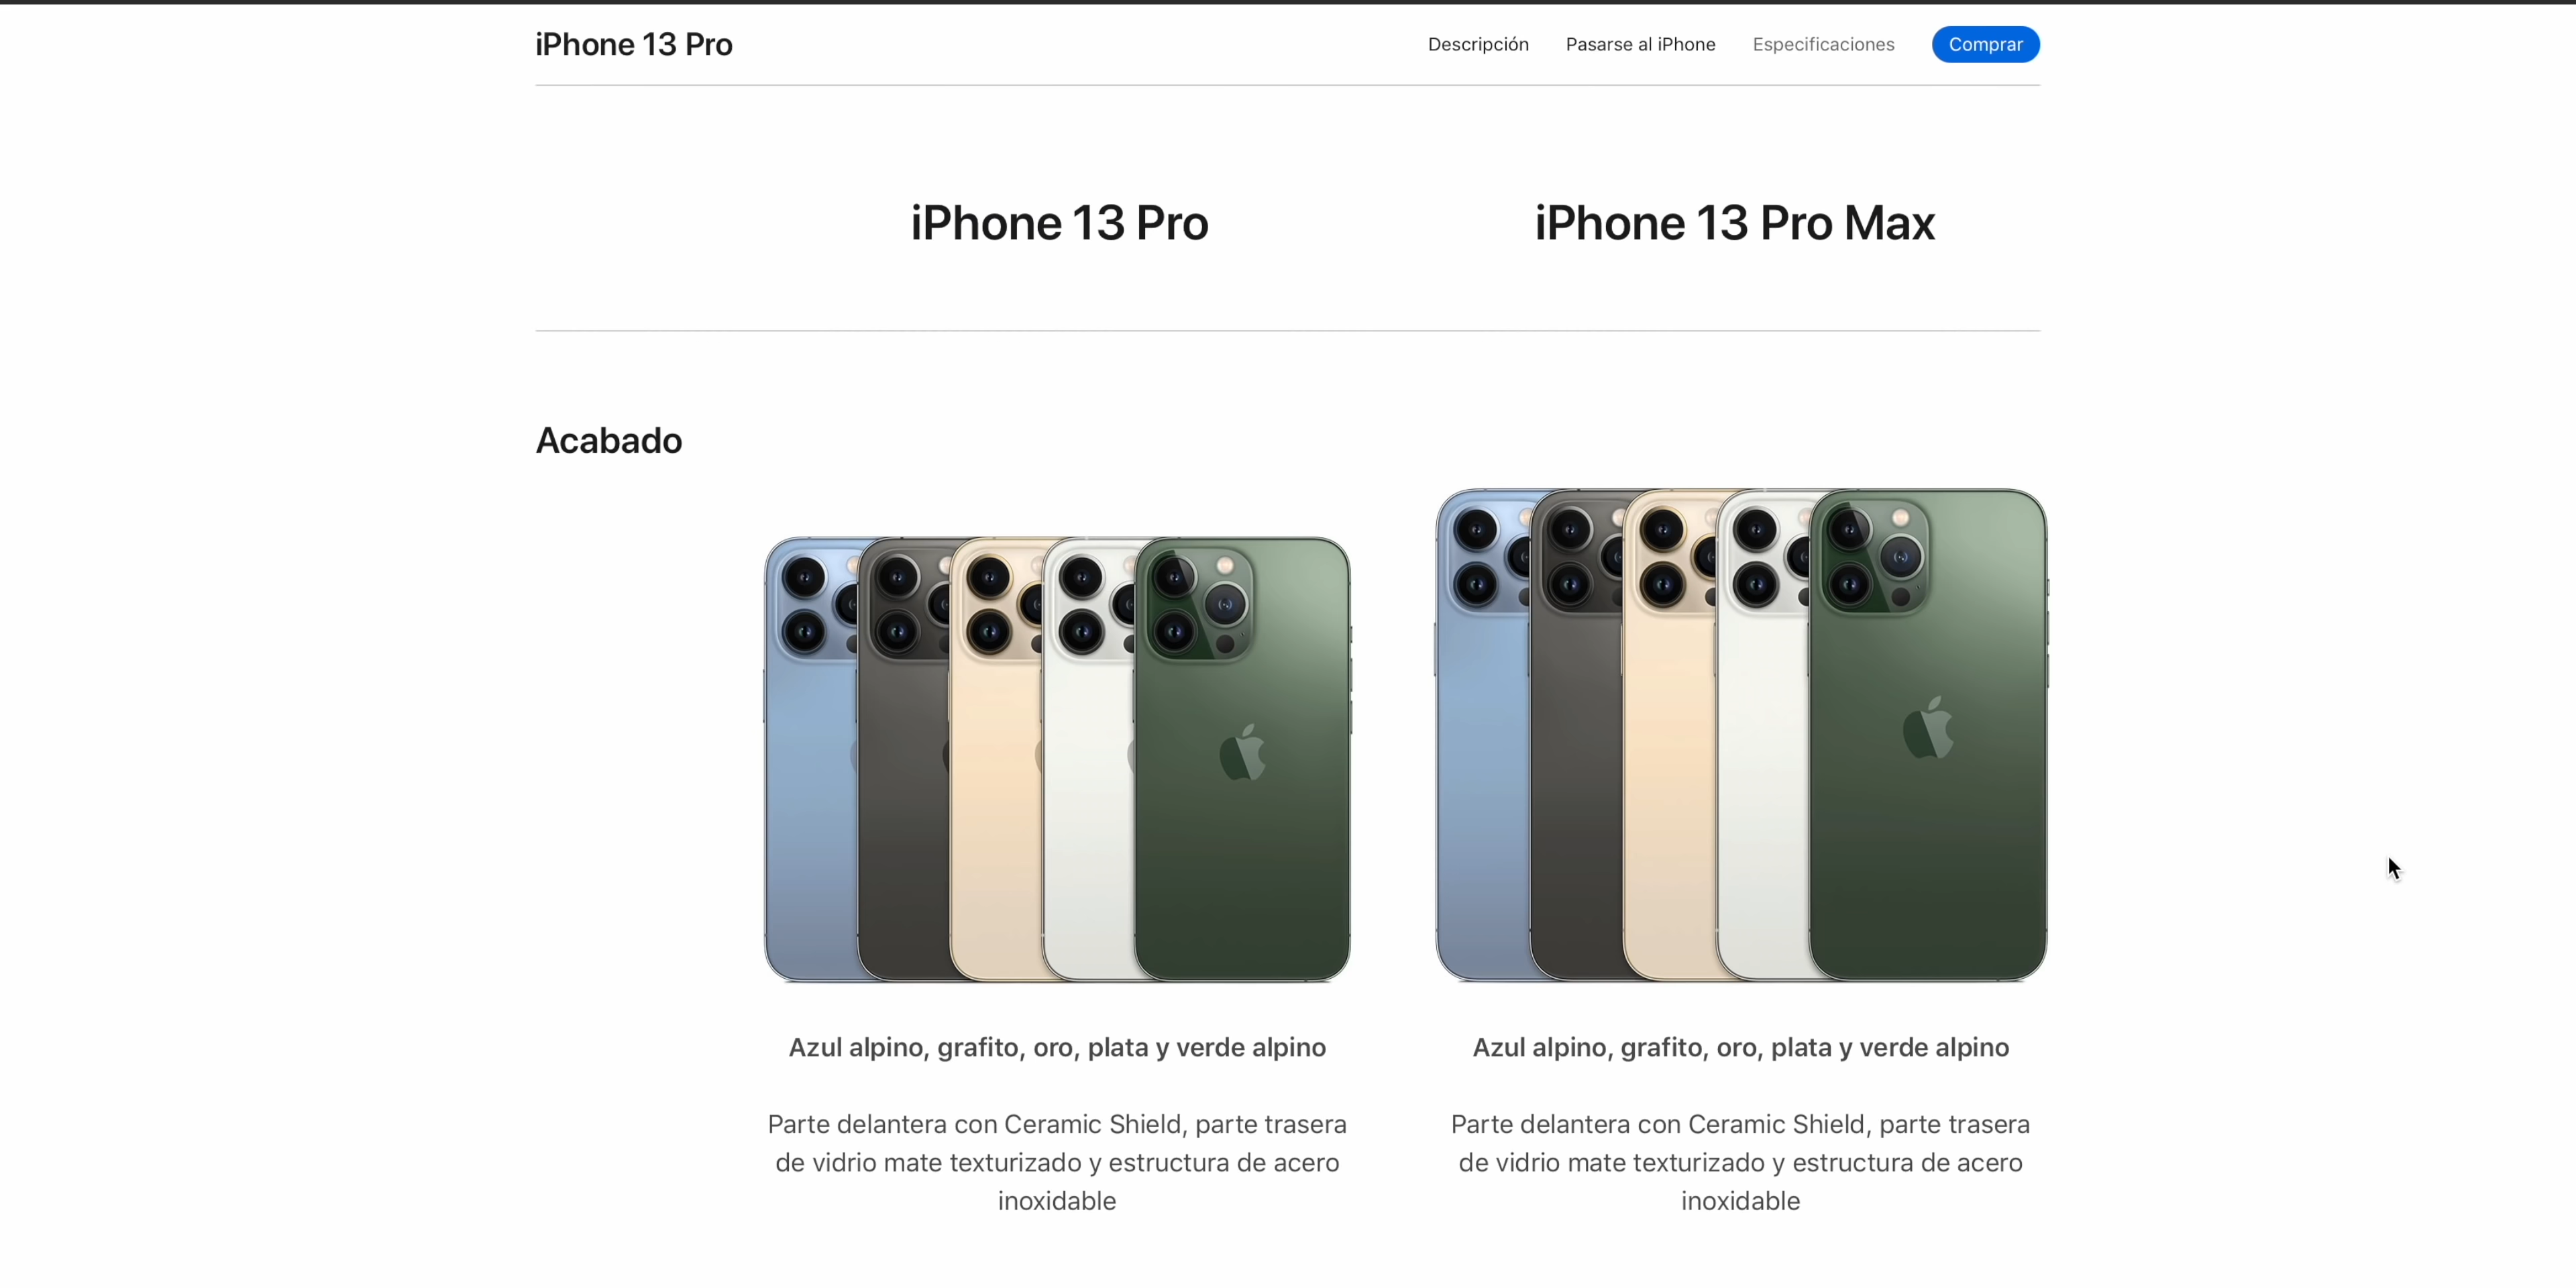 iPhone 13 Pro
Descripción
Pasarse al iPhone
Especificaciones
Comprar
iPhone 13 Pro
iPhone 13 Pro Max
Acabado
Azul alpino, grafito, oro, plata y verde alpino
Parte delantera con Ceramic Shield, parte trasera
de vidrio mate texturizado y estructura de acero
inoxidable
Azul alpino, grafito, oro, plata y verde alpino
Parte delantera con Ceramic Shield, parte trasera
de vidrio mate texturizado y estructura de acero
inoxidable